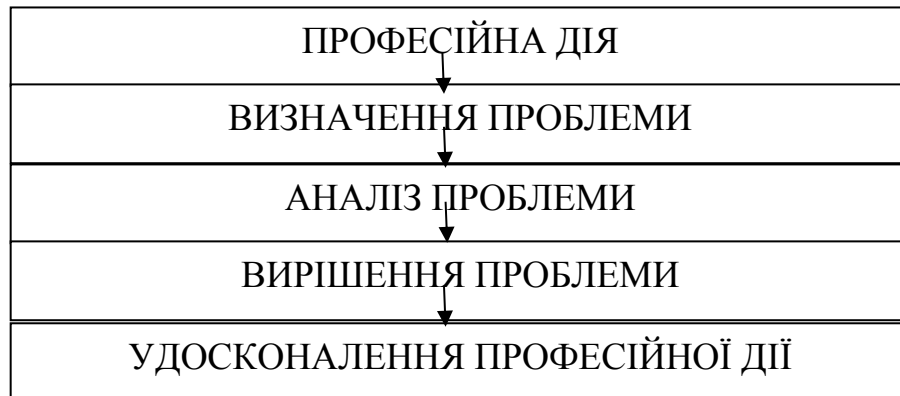 ПРОФЕСІЙНА ДІЯ
ВИЗНАЧЕННЯ ПРОБЛЕМИ
АНАЛІЗ ПРОБЛЕМИ
ВИРІШЕННЯ ПРОБЛЕМИ
УДОСКОНАЛЕННЯ ПРОФЕСІЙНОЇ ДІЇ